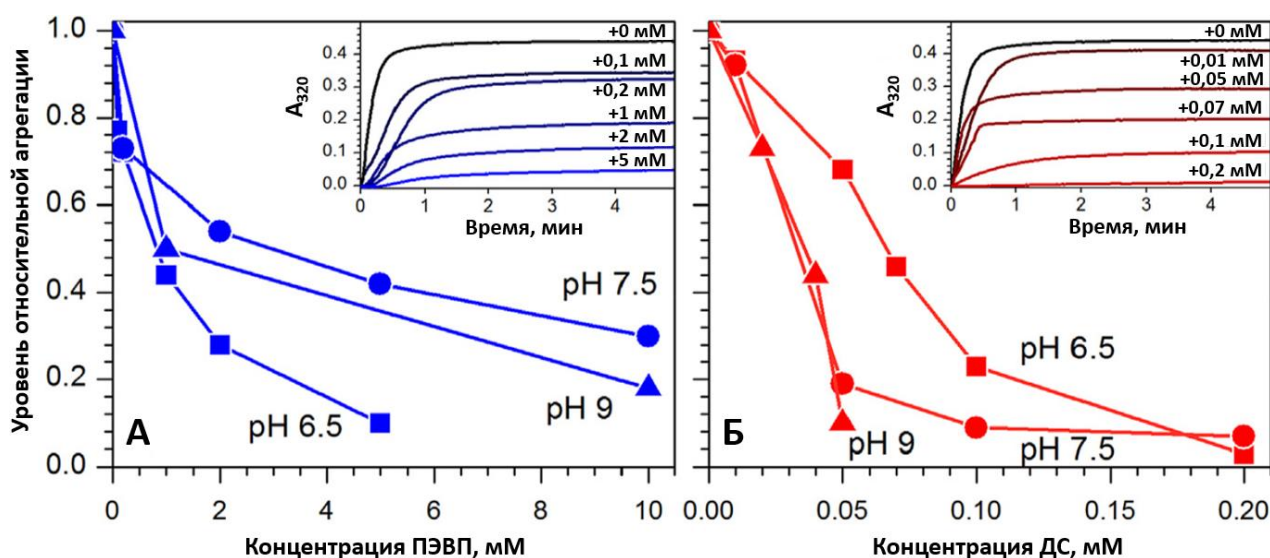 Уровень относительной агрегации
1.0
0.8
0.6
0.4
0.2
0.0
0
2
4
6
8
10
Концентрация ПЭВП, мМ
А
pH 7.5
pH 9
pH 6.5
A320
0.4
0.3
0.2
0.1
0.0
0
1
2
3
4
Время, мин
+0 мМ
+0,1 мМ
+0,2 мМ
+1 мМ
+2 мМ
+5 мМ
0.00
0.05
0.10
0.15
0.20
Концентрация ДС, мМ
Б
pH 6.5
pH 9
pH 7.5
A320
0.4
0.3
0.2
0.1
0.0
0
1
2
3
4
Время, мин
+0 мМ
+0,01 мМ
+0,05 мМ
+0,07 мМ
+0,1 мМ
+0,2 мМ